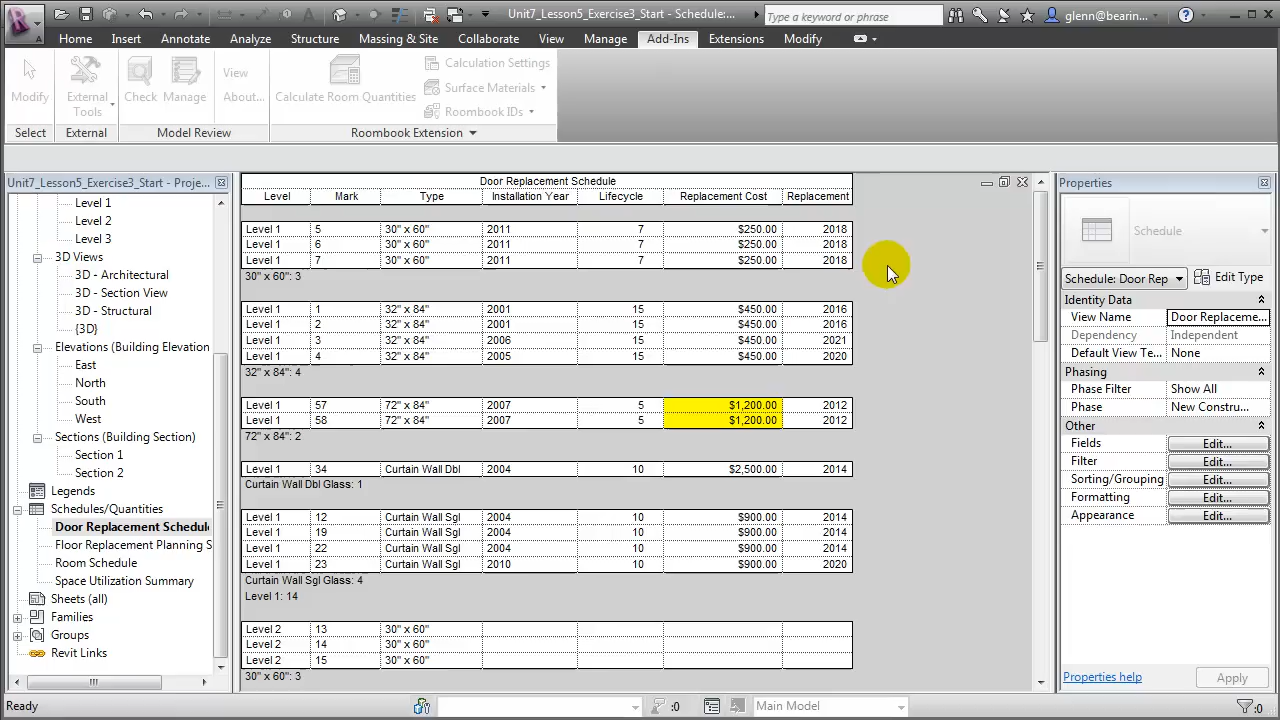 Unit7_Lesson5_Exercise3_Start - Schedule:...
Type a keyword or phrase
glenn@bearin...
Home Insert Annotate Analyze Structure Massing & Site Collaborate View Manage Add-Ins Extensions Modify
Modify
External Tools
Check
Manage
View
About...
Calculate Room Quantities
Calculation Settings
Surface Materials
Roombook IDs
Select External Model Review Roombook Extension
Unit7_Lesson5_Exercise3_Start - Proje...
Level 1
Level 2
Level 3
3D Views
3D - Architectural
3D - Section View
3D - Structural
{3D}
Elevations (Building Elevation
East
North
South
West
Sections (Building Section)
Section 1
Section 2
Legends
Schedules/Quantities
Door Replacement Schedul
Floor Replacement Planning S
Room Schedule
Space Utilization Summary
Sheets (all)
Families
Groups
Revit Links
Door Replacement Schedule
Level Mark Type Installation Year Lifecycle Replacement Cost Replacement
Level 1 5 30" x 60" 2011 7 $250.00 2018
Level 1 6 30" x 60" 2011 7 $250.00 2018
Level 1 7 30" x 60" 2011 7 $250.00 2018
30" x 60": 3
Level 1 1 32" x 84" 2001 15 $450.00 2016
Level 1 2 32" x 84" 2001 15 $450.00 2016
Level 1 3 32" x 84" 2006 15 $450.00 2021
Level 1 4 32" x 84" 2005 15 $450.00 2020
32" x 84": 4
Level 1 57 72" x 84" 2007 5 $1,200.00 2012
Level 1 58 72" x 84" 2007 5 $1,200.00 2012
72" x 84": 2
Level 1 34 Curtain Wall Dbl 2004 10 $2,500.00 2014
Curtain Wall Dbl Glass: 1
Level 1 12 Curtain Wall Sgl 2004 10 $900.00 2014
Level 1 19 Curtain Wall Sgl 2004 10 $900.00 2014
Level 1 22 Curtain Wall Sgl 2004 10 $900.00 2014
Level 1 23 Curtain Wall Sgl 2010 10 $900.00 2020
Curtain Wall Sgl Glass: 4
Level 1: 14
Level 2 13 30" x 60"
Level 2 14 30" x 60"
Level 2 15 30" x 60"
30" x 60": 3
Properties
Schedule
Schedule: Door Rep Edit Type
Identity Data
View Name Door Replaceme...
Dependency Independent
Default View Te... None
Phasing
Phase Filter Show All
Phase New Constru...
Other
Fields Edit...
Filter Edit...
Sorting/Grouping Edit...
Formatting Edit...
Appearance Edit...
Properties help Apply
Ready :0 Main Model :0